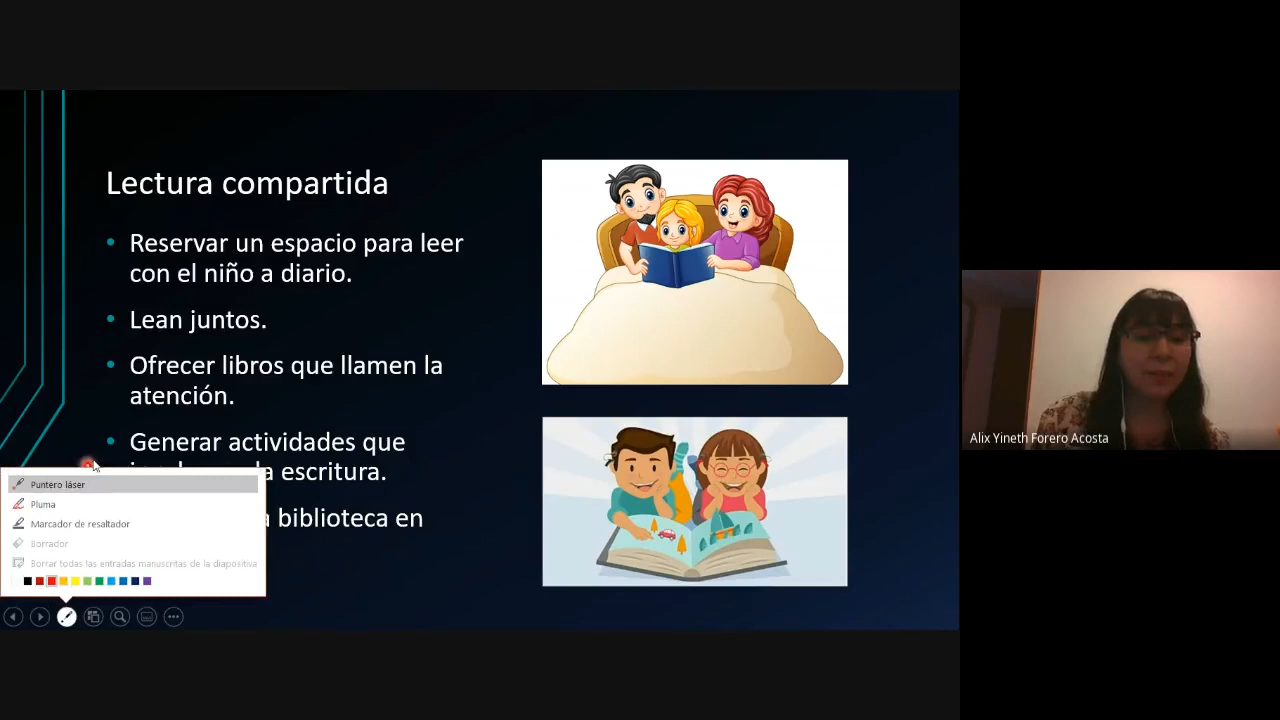 Lectura compartida
Reservar un espacio para leer
con el niño a diario.
Lean juntos.
Ofrecer libros que llamen la
atención.
Generar actividades que
la escritura.
biblioteca en
Puntero láser
Pluma
Marcador de resaltador
Borrador
Borrar todas las entradas manuscritas de la diapositiva
Alix Yineth Forero Acosta